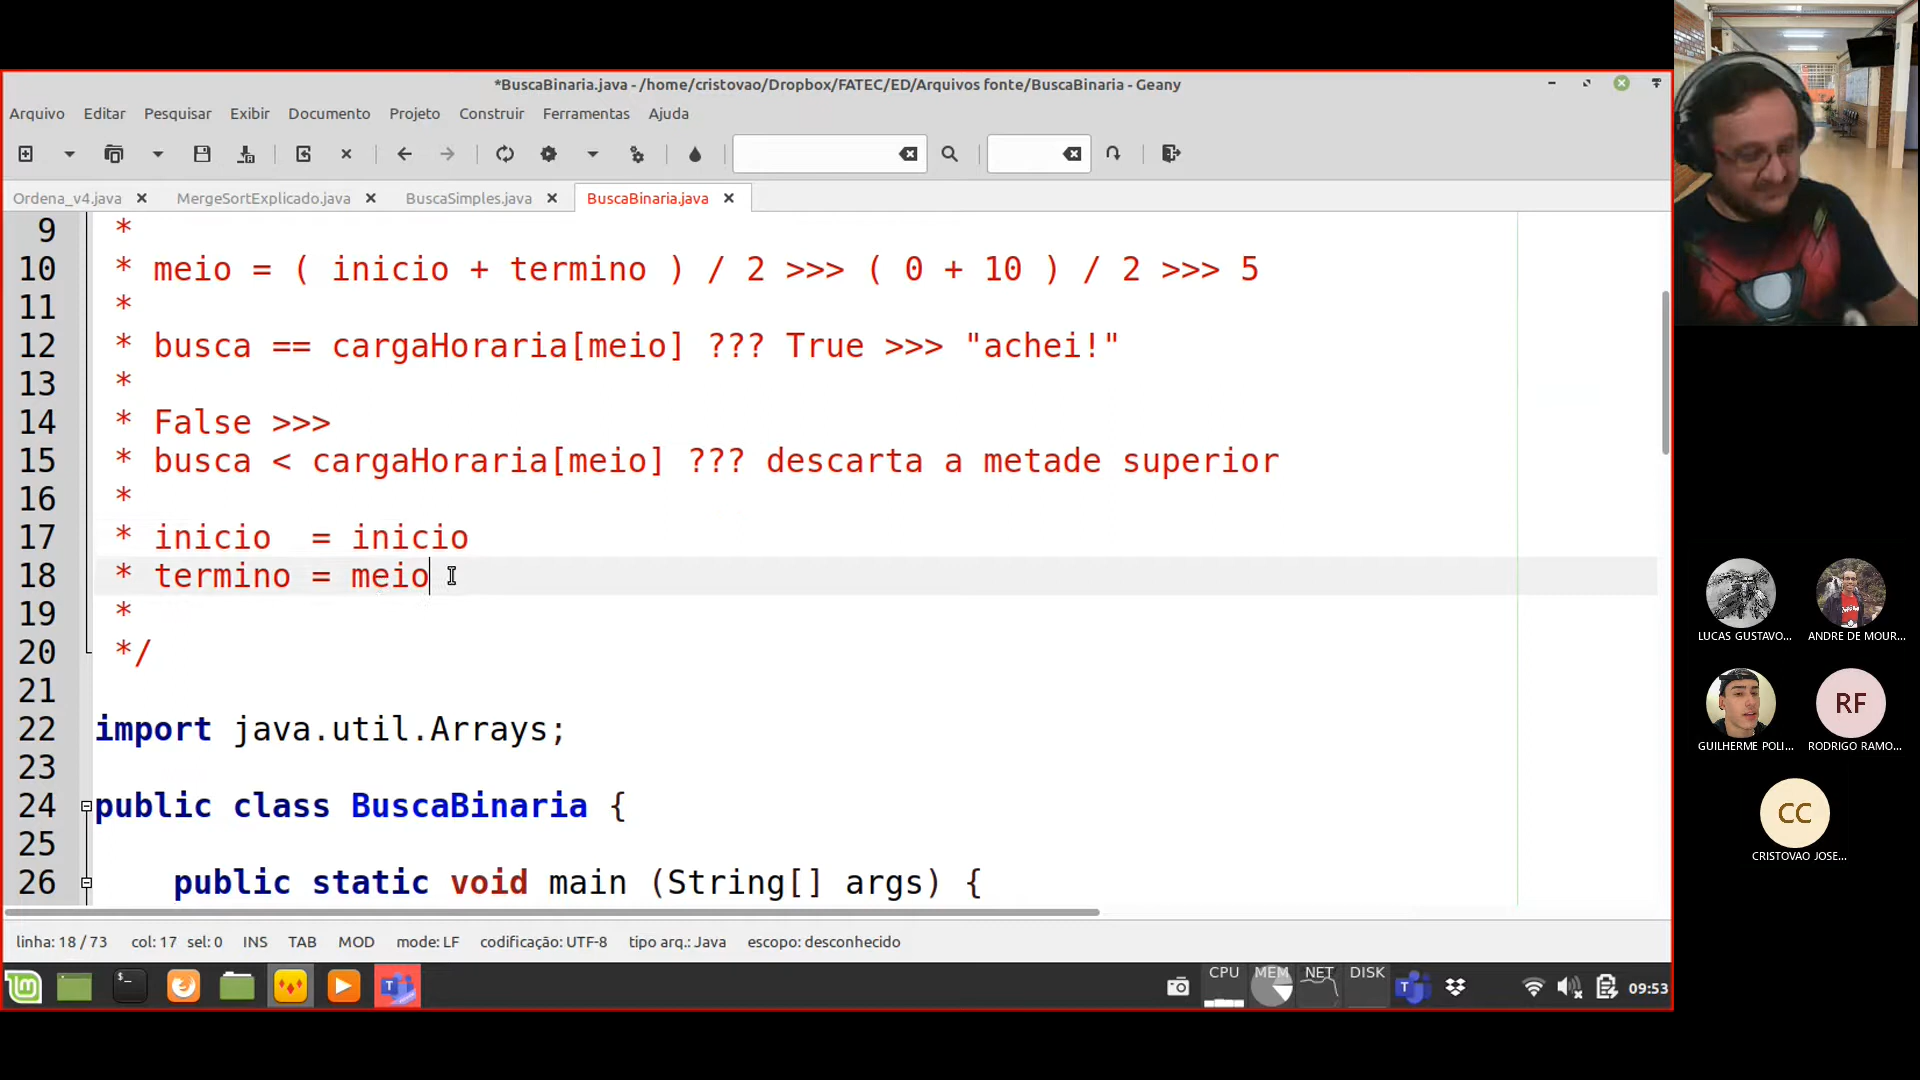 *BuscaBinaria.java - /home/cristovao/Dropbox/FATEC/ED/Arquivos fonte/BuscaBinaria - Geany
Arquivo Editar Pesquisar Exibir Documento Projeto Construir Ferramentas Ajuda
Ordena_v4.java MergeSortExplicado.java BuscaSimples.java BuscaBinaria.java
9 *
10 * meio = ( inicio + termino ) / 2 >>> ( 0 + 10 ) / 2 >>> 5
11 *
12 * busca == cargaHoraria[meio] ??? True >>> "achei!"
13 *
14 * False >>>
15 * busca < cargaHoraria[meio] ??? descarta a metade superior
16 *
17 * inicio  = inicio
18 * termino = meio
19 *
20 */
21
22 import java.util.Arrays;
23
24 public class BuscaBinaria {
25
26 public static void main (String[] args) {
linha: 18 / 73 col: 17 sel: 0 INS TAB MOD mode: LF codificação: UTF-8 tipo arq.: Java escopo: desconhecido
CPU MEM NET DISK
09:53
LUCAS GUSTAVO... ANDRE DE MOUR...
RF
GUILHERME POLI... RODRIGO RAMO...
CC
CRISTOVAO JOSE...